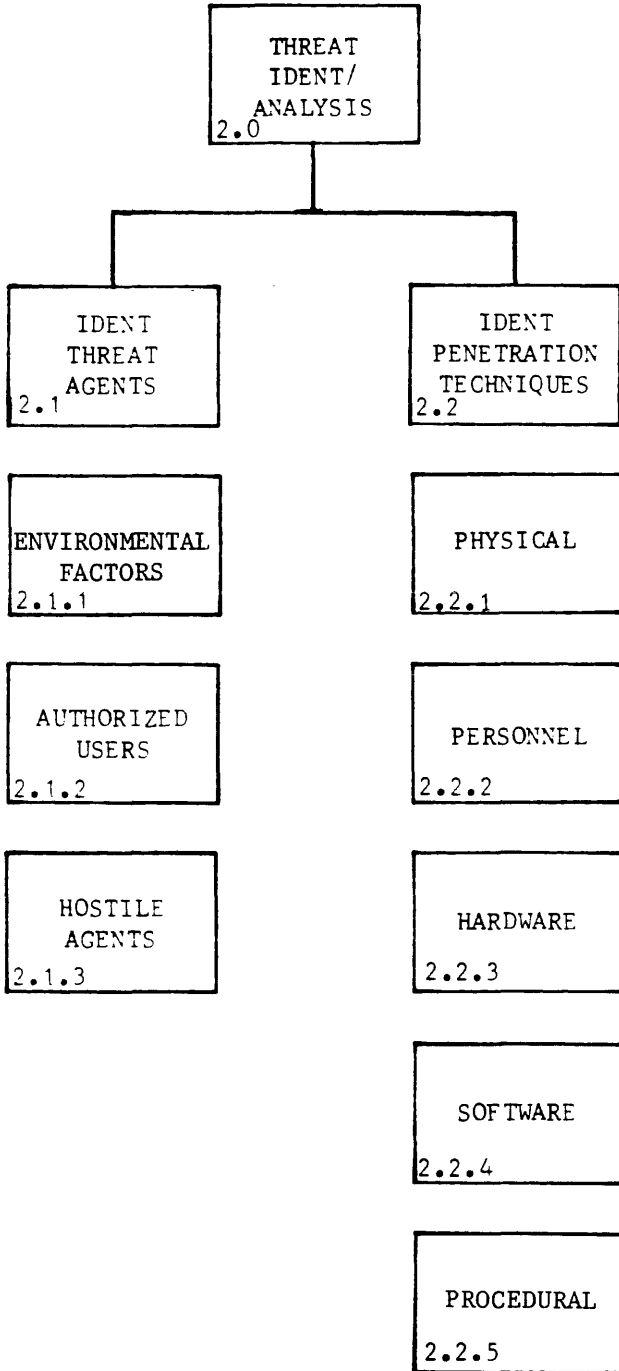 THREAT
IDENT/
ANALYSIS
2.0
IDENT
THREAT
AGENTS
2.1
IDENT
PENETRATION
TECHNIQUES
2.2
ENVIRONMENTAL
FACTORS
2.1.1
PHYSICAL
2.2.1
AUTHORIZED
USERS
2.1.2
PERSONNEL
2.2.2
HOSTILE
AGENTS
2.1.3
HARDWARE
2.2.3
SOFTWARE
2.2.4
PROCEDURAL
2.2.5